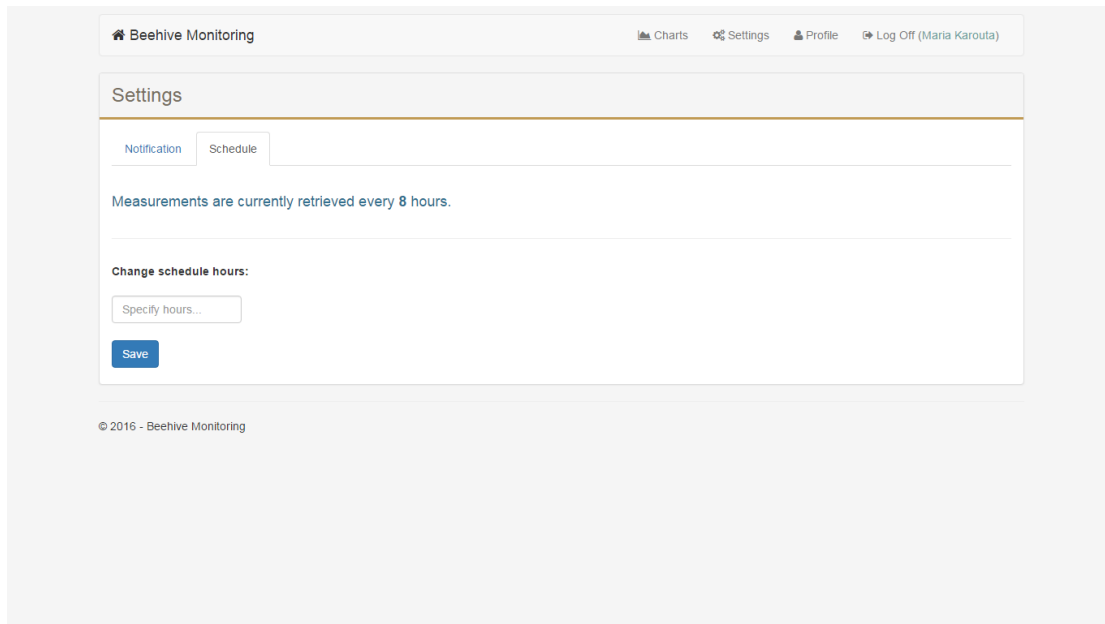 Beehive Monitoring Charts Settings Profile Log Off (Maria Karouta)
Settings
Notification Schedule
Measurements are currently retrieved every 8 hours.
Change schedule hours:
Specify hours...
Save
© 2016 - Beehive Monitoring